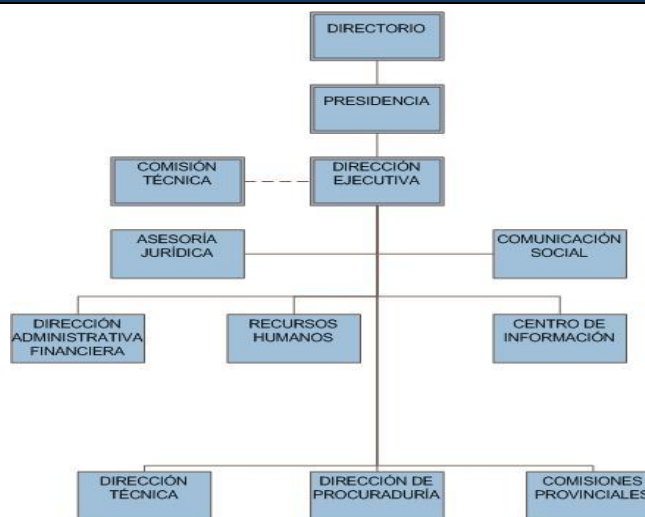 DIRECTORIO
PRESIDENCIA
COMISIÓN
TÉCNICA
DIRECCIÓN
EJECUTIVA
ASESORÍA
JURÍDICA
COMUNICACIÓN
SOCIAL
DIRECCIÓN
ADMINISTRATIVA
FINANCIERA
RECURSOS
HUMANOS
CENTRO DE
INFORMACIÓN
DIRECCIÓN
TÉCNICA
DIRECCIÓN DE
PROCURADURÍA
COMISIONES
PROVINCIALES